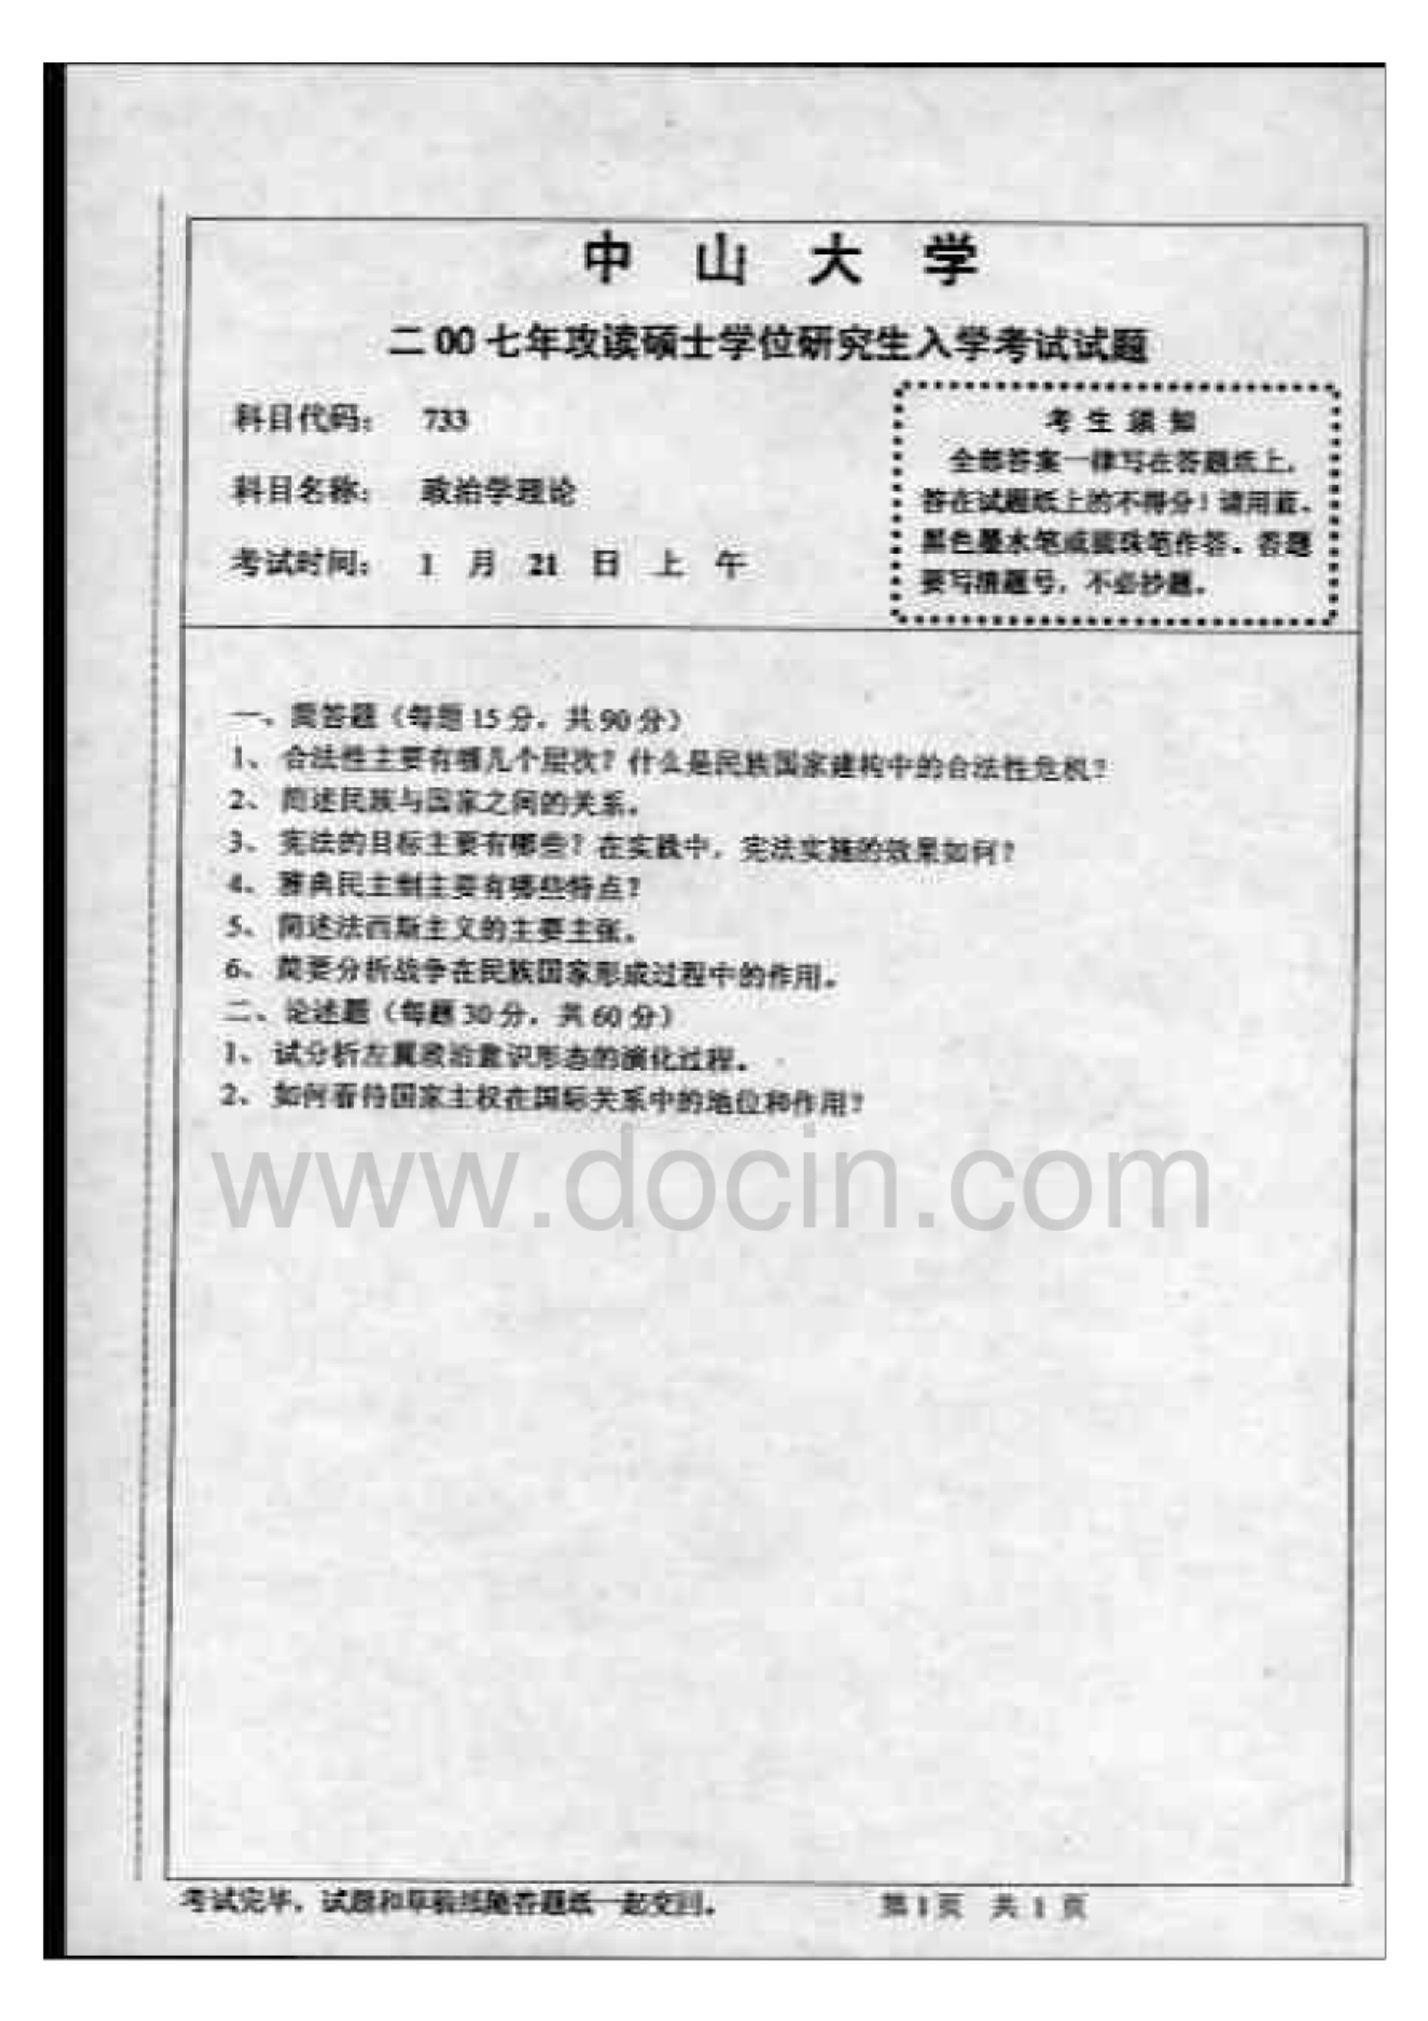 中 山 大 学
二00七年攻读硕士学位研究生入学考试试题
科目代码： 733
科目名称： 政治学理论
考试时间： 1 月 21 日 上 午
考 生 须 知
全部答案一律写在答题纸上，
答在试题纸上的不得分！请用蓝、
黑色墨水笔或圆珠笔作答。答题
要写清题号，不必抄题。
一、简答题（每题15分，共90分）
1、 合法性主要有哪几个层次？什么是民族国家建构中的合法性危机？
2、 简述民族与国家之间的关系。
3、 宪法的目标主要有哪些？在实践中，宪法实施的效果如何？
4、 雅典民主制主要有哪些特点？
5、 简述法西斯主义的主要主张。
6、 简要分析战争在民族国家形成过程中的作用。
二、论述题（每题30分，共60分）
1、 试分析左翼政治意识形态的演化过程。
2、 如何看待国家主权在国际关系中的地位和作用？
www.docin.com
考试完毕，试题和草稿纸随答题纸一起交回。 第1页 共1页